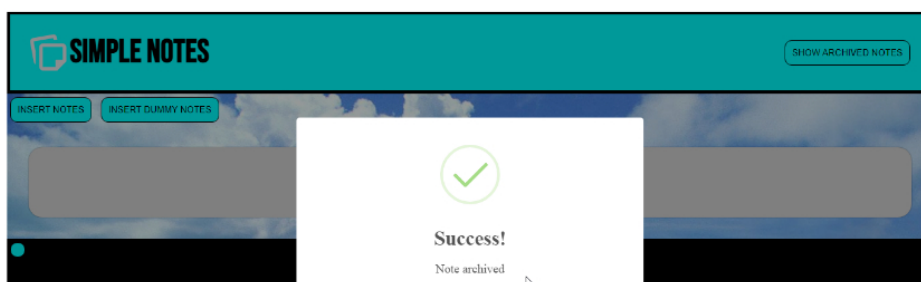 SIMPLE NOTES
SHOW ARCHIVED NOTES
INSERT NOTES
INSERT DUMMY NOTES
Success!
Note archived